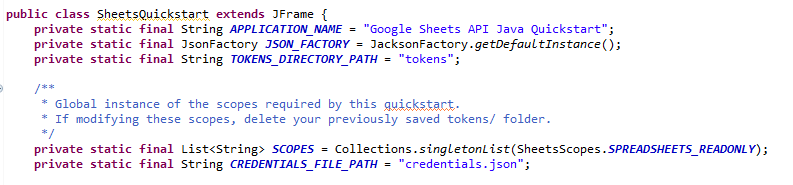 public class SheetsQuickstart extends JFrame {
private static final String APPLICATION_NAME = "Google Sheets API Java Quickstart";
private static final JsonFactory JSON_FACTORY = JacksonFactory.getDefaultInstance();
private static final String TOKENS_DIRECTORY_PATH = "tokens";
/**
* Global instance of the scopes required by this quickstart.
* If modifying these scopes, delete your previously saved tokens/ folder.
*/
private static final List<String> SCOPES = Collections.singletonList(SheetsScopes.SPREADSHEETS_READONLY);
private static final String CREDENTIALS_FILE_PATH = "credentials.json";